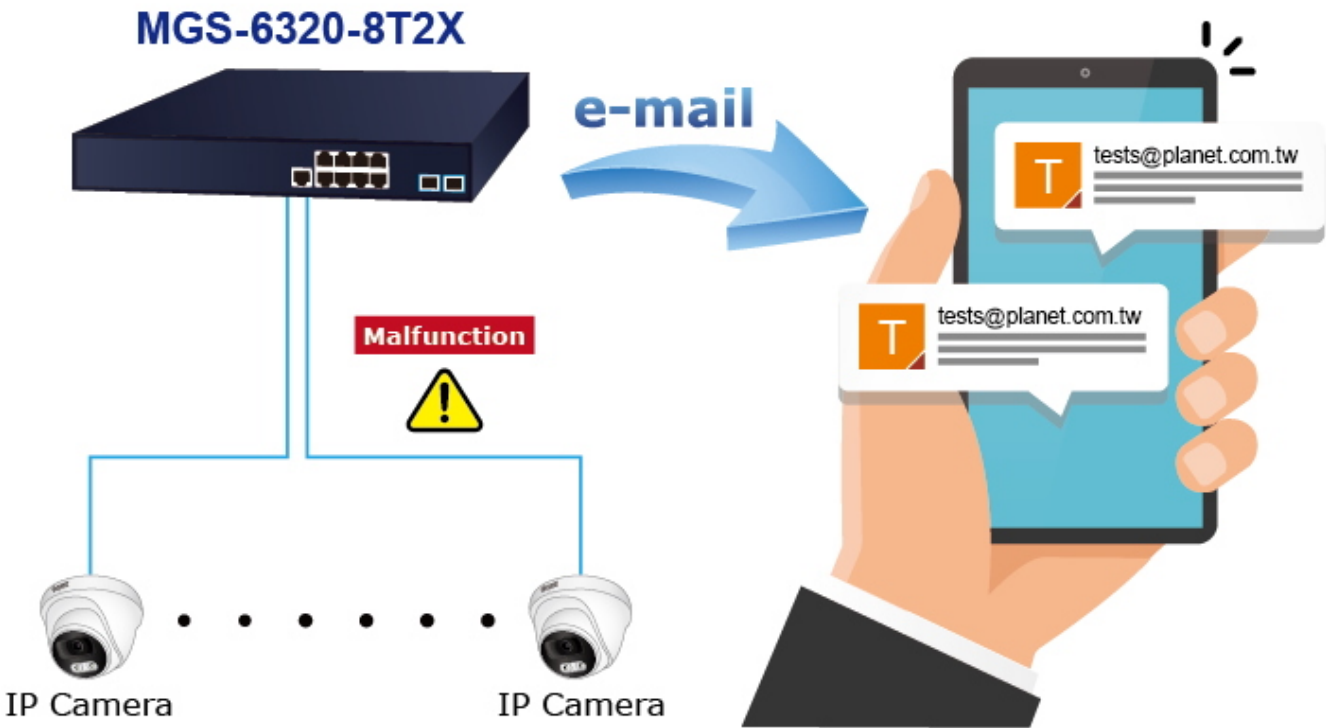 MGS-6320-8T2X
e-mail
T
tests@planet.com.tw
T
tests@planet.com.tw
Malfunction
IP Camera
IP Camera